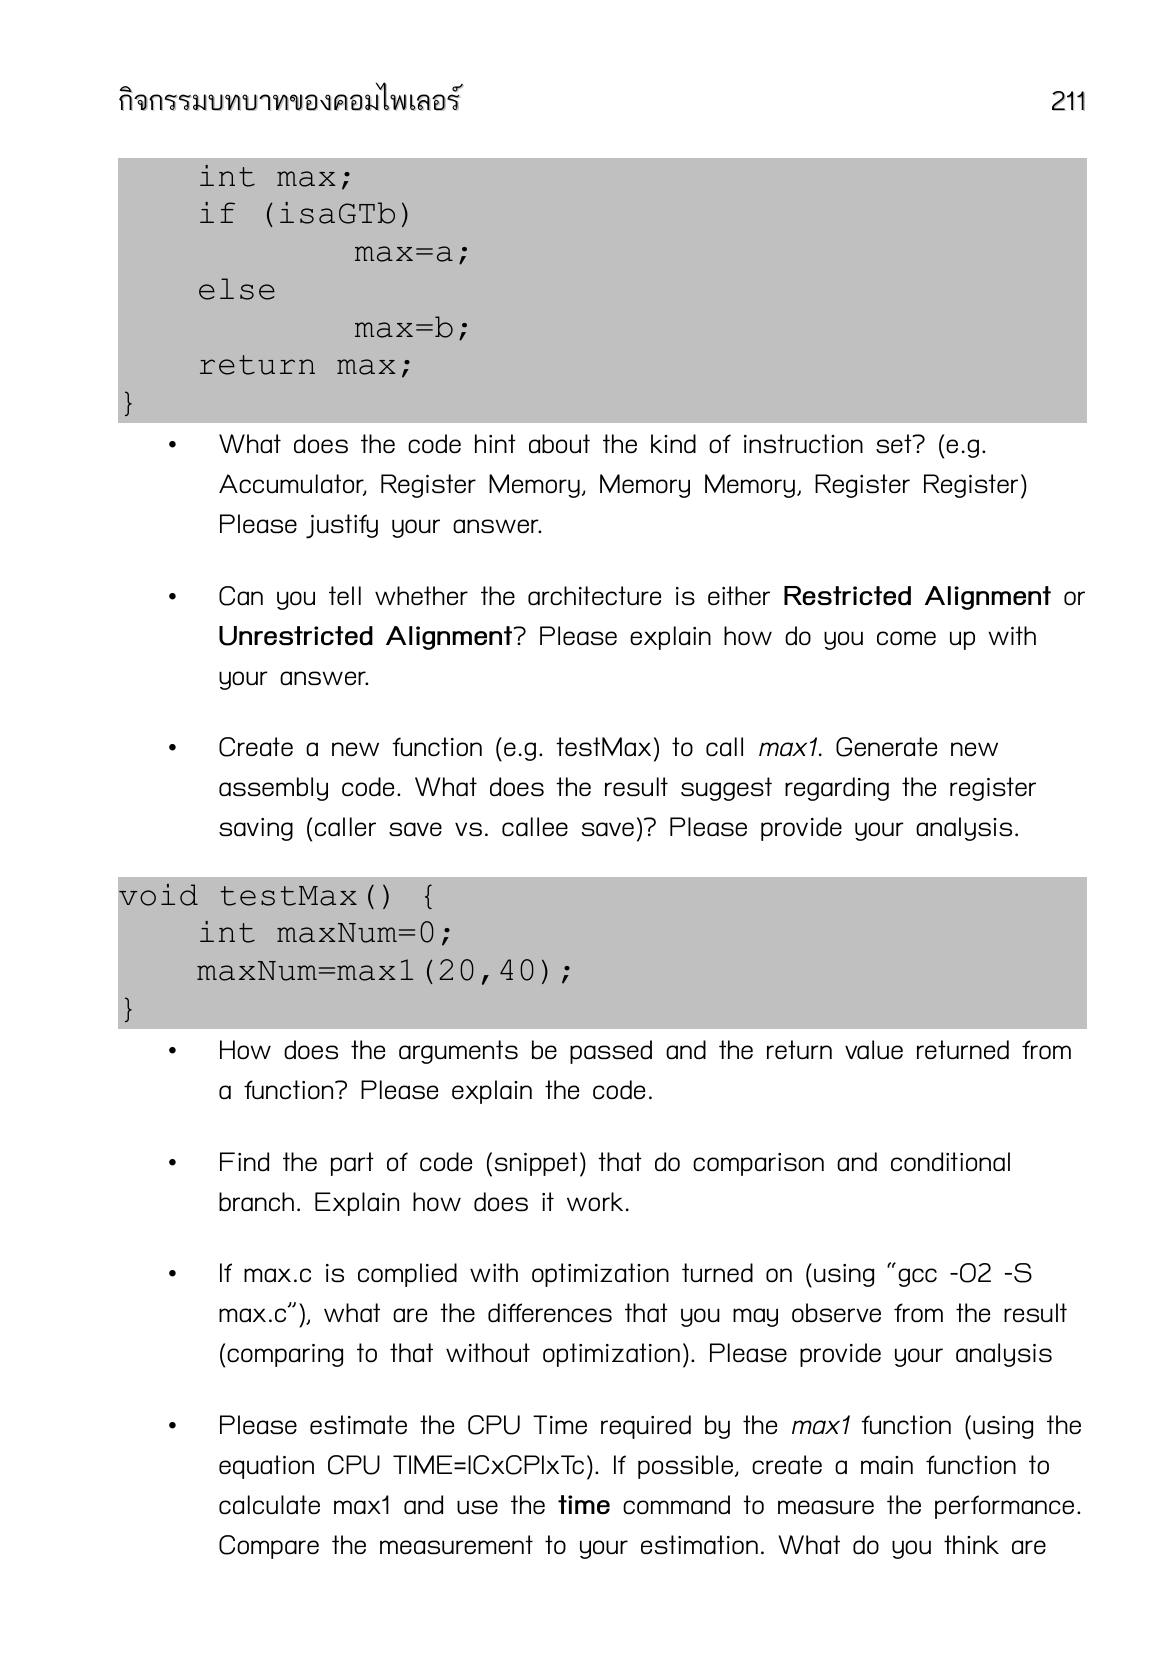 กิจกรรมบทบาทของคอมไพเลอร์ 211
int max;
if (isaGTb)
max=a;
else
max=b;
return max;
}
• What does the code hint about the kind of instruction set? (e.g.
Accumulator, Register Memory, Memory Memory, Register Register)
Please justify your answer.
• Can you tell whether the architecture is either Restricted Alignment or
Unrestricted Alignment? Please explain how do you come up with
your answer.
• Create a new function (e.g. testMax) to call max1. Generate new
assembly code. What does the result suggest regarding the register
saving (caller save vs. callee save)? Please provide your analysis.
void testMax() {
int maxNum=0;
maxNum=max1(20,40);
}
• How does the arguments be passed and the return value returned from
a function? Please explain the code.
• Find the part of code (snippet) that do comparison and conditional
branch. Explain how does it work.
• If max.c is complied with optimization turned on (using “gcc -O2 -S
max.c”), what are the differences that you may observe from the result
(comparing to that without optimization). Please provide your analysis
• Please estimate the CPU Time required by the max1 function (using the
equation CPU TIME=ICxCPIxTc). If possible, create a main function to
calculate max1 and use the time command to measure the performance.
Compare the measurement to your estimation. What do you think are